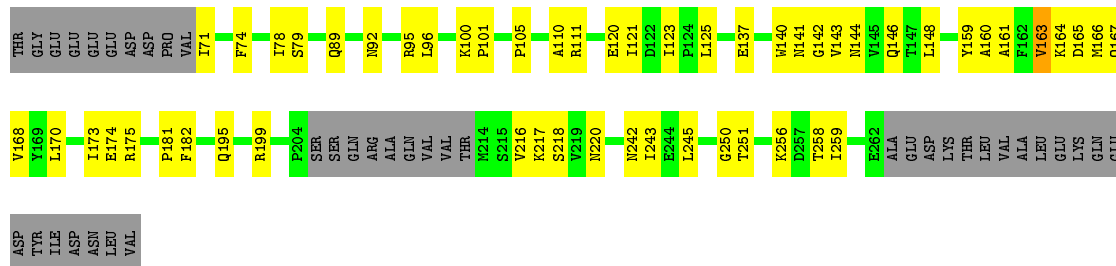 THR GLY GLU GLU GLU GLU ASP ASP PRO VAL I71 F74 I78 S79 Q89 N92 R95 L96 K100 P101 P105 A110 R111 E120 I121 D122 I123 P124 L125 E137 W140 N141 G142 V143 N144 V145 Q146 T147 L148 Y159 A160 A161 F162 V163 K164 D165 M166 Q167
V168 Y169 L170 I173 E174 R175 P181 F182 Q195 R199 P204 SER SER GLN ARG ALA GLN VAL VAL THR M214 S215 V216 K217 S218 V219 N220 N242 I243 E244 L245 G250 T251 K256 D257 T258 I259 E262 ALA GLU ASP LYS THR LEU VAL ALA LEU GLU LYS GLN GLU
ASP TYR ILE ASP ASN LEU VAL